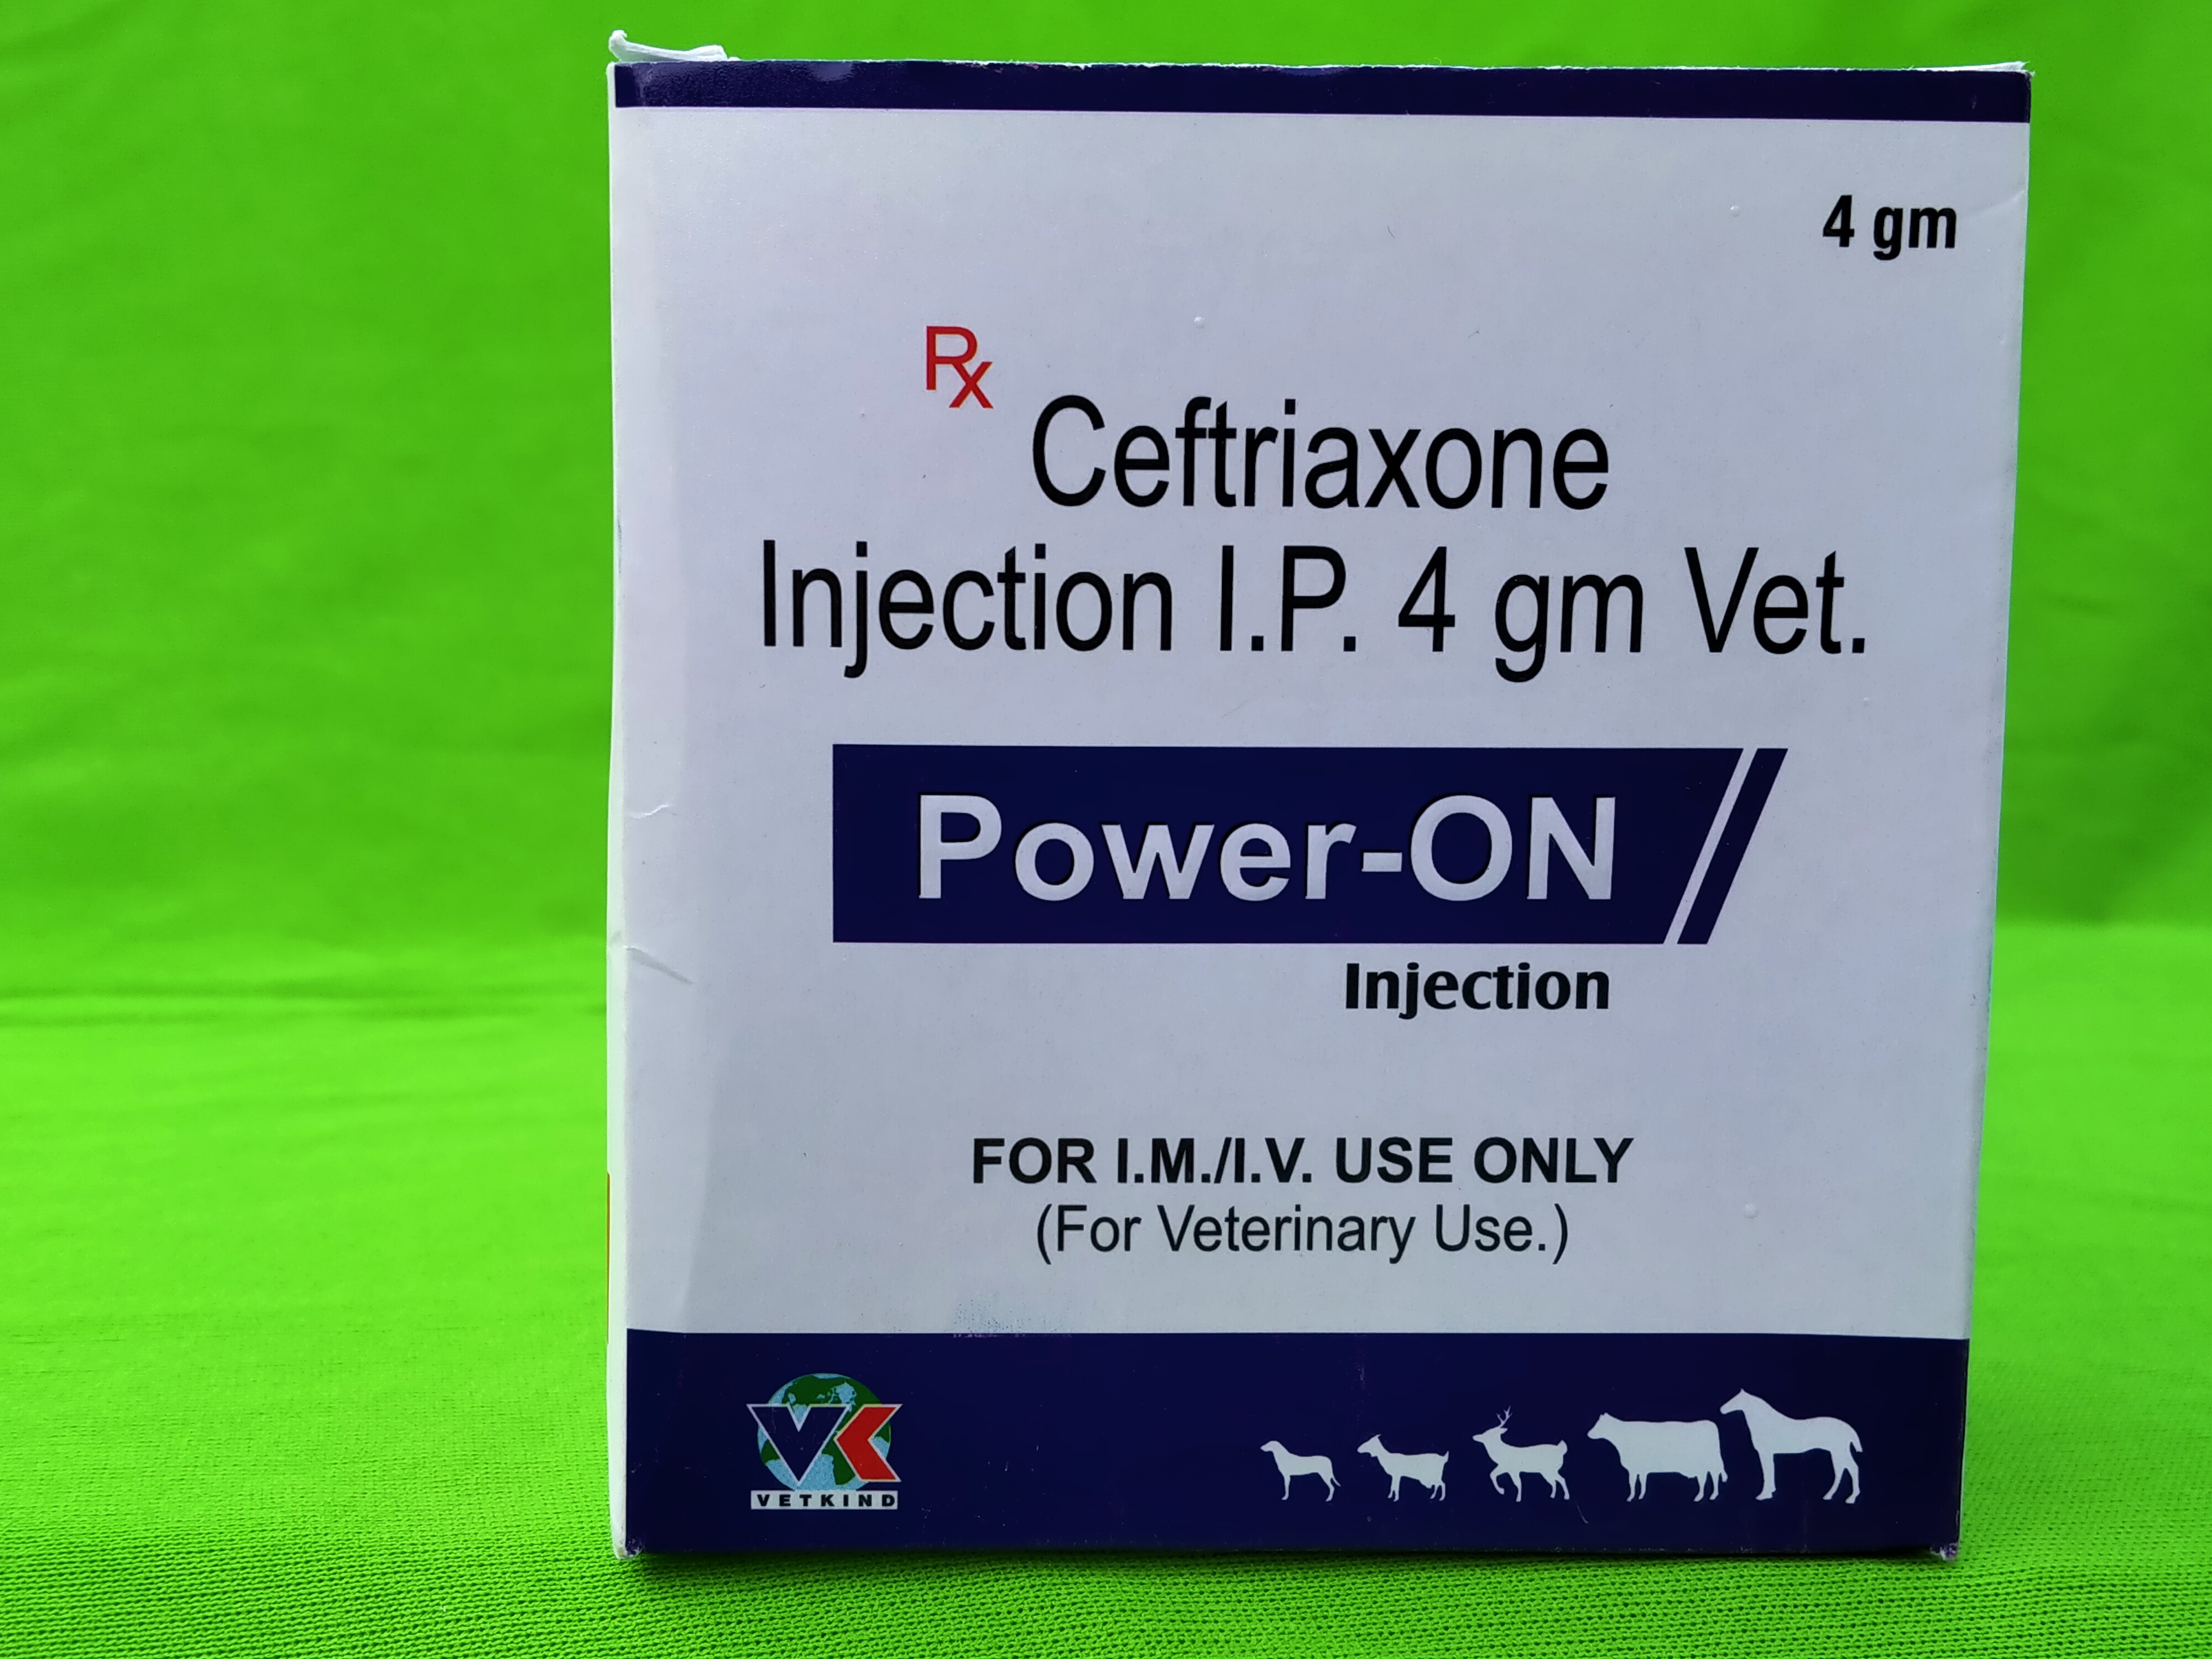 4 gm
Rx
Ceftriaxone
Injection I.P. 4 gm Vet.
Power-ON
Injection
FOR I.M./I.V. USE ONLY
(For Veterinary Use.)
VK
VETKIND